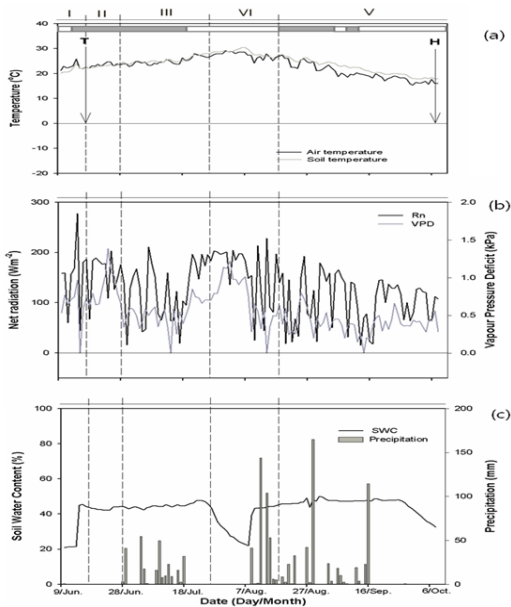 I II III VI V
(a)
T H
Temperature (°C)
40
30
20
10
0
-10
-20
Air temperature
Soil temperature
(b)
Net radiation (Wm-2)
300
200
100
0
Rn
VPD
2.0
1.5
1.0
0.5
0.0
Vapour Pressure Deficit (kPa)
(c)
Soil Water Content (%)
100
80
60
40
20
0
SWC
Precipitation
200
150
100
50
0
Precipitation (mm)
9/Jun. 28/Jun. 18/Jul. 7/Aug. 27/Aug. 16/Sep. 6/Oct.
Date (Day/Month)